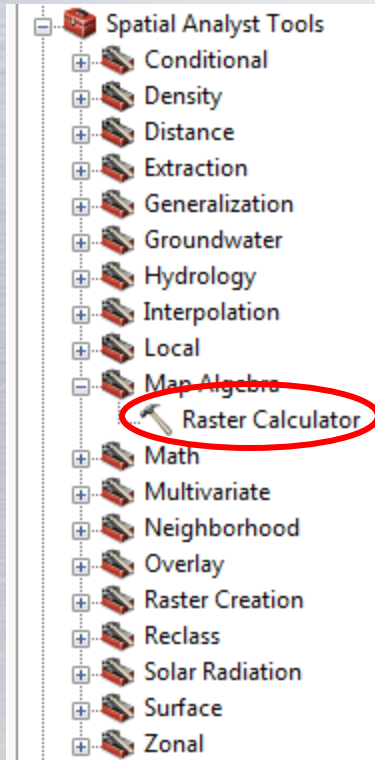 Spatial Analyst Tools
Conditional
Density
Distance
Extraction
Generalization
Groundwater
Hydrology
Interpolation
Local
Map Algebra
Raster Calculator
Math
Multivariate
Neighborhood
Overlay
Raster Creation
Reclass
Solar Radiation
Surface
Zonal